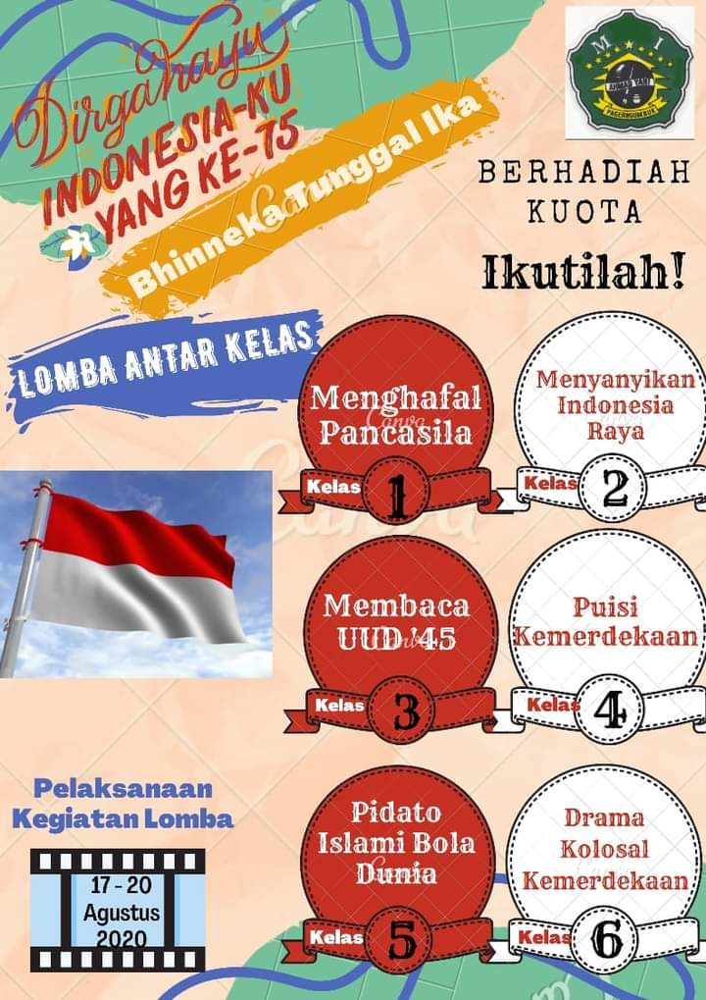 Dirgahayu
INDONESIA-KU
YANG KE-75
Bhinneka Tunggal Ika
M I
AHMAD YANI
PAGERNGUMBUK
BERHADIAH
KUOTA
Ikutilah!
LOMBA ANTAR KELAS
Menghafal
Pancasila
Kelas 1
Menyanyikan
Indonesia
Raya
Kelas 2
Membaca
UUD '45
Kelas 3
Puisi
Kemerdekaan
Kelas 4
Pelaksanaan
Kegiatan Lomba
17 - 20
Agustus
2020
Pidato
Islami Bola
Dunia
Kelas 5
Drama
Kolosal
Kemerdekaan
Kelas 6
Canva